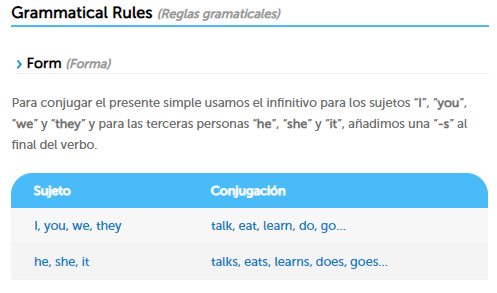 Grammatical Rules (Reglas gramaticales)
> Form (Forma)
Para conjugar el presente simple usamos el infinitivo para los sujetos “I”, “you”,
“we” y “they” y para las terceras personas “he”, “she” y “it”, añadimos una “-s” al
final del verbo.
Sujeto Conjugación
I, you, we, they talk, eat, learn, do, go...
he, she, it talks, eats, learns, does, goes...